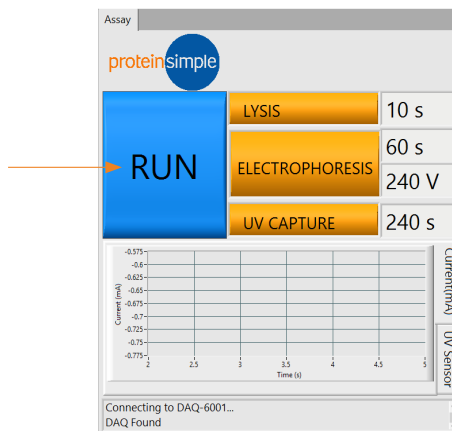 Assay
proteinsimple
RUN
LYSIS
10 s
ELECTROPHORESIS
60 s
240 V
UV CAPTURE
240 s
-0.575
-0.6
-0.625
-0.65
-0.675
-0.7
-0.725
-0.75
-0.775
Current (mA)
2 2.5 3 3.5 4 4.5 5
Time (s)
Current(mA)
UV Sensor
Connecting to DAQ-6001...
DAQ Found